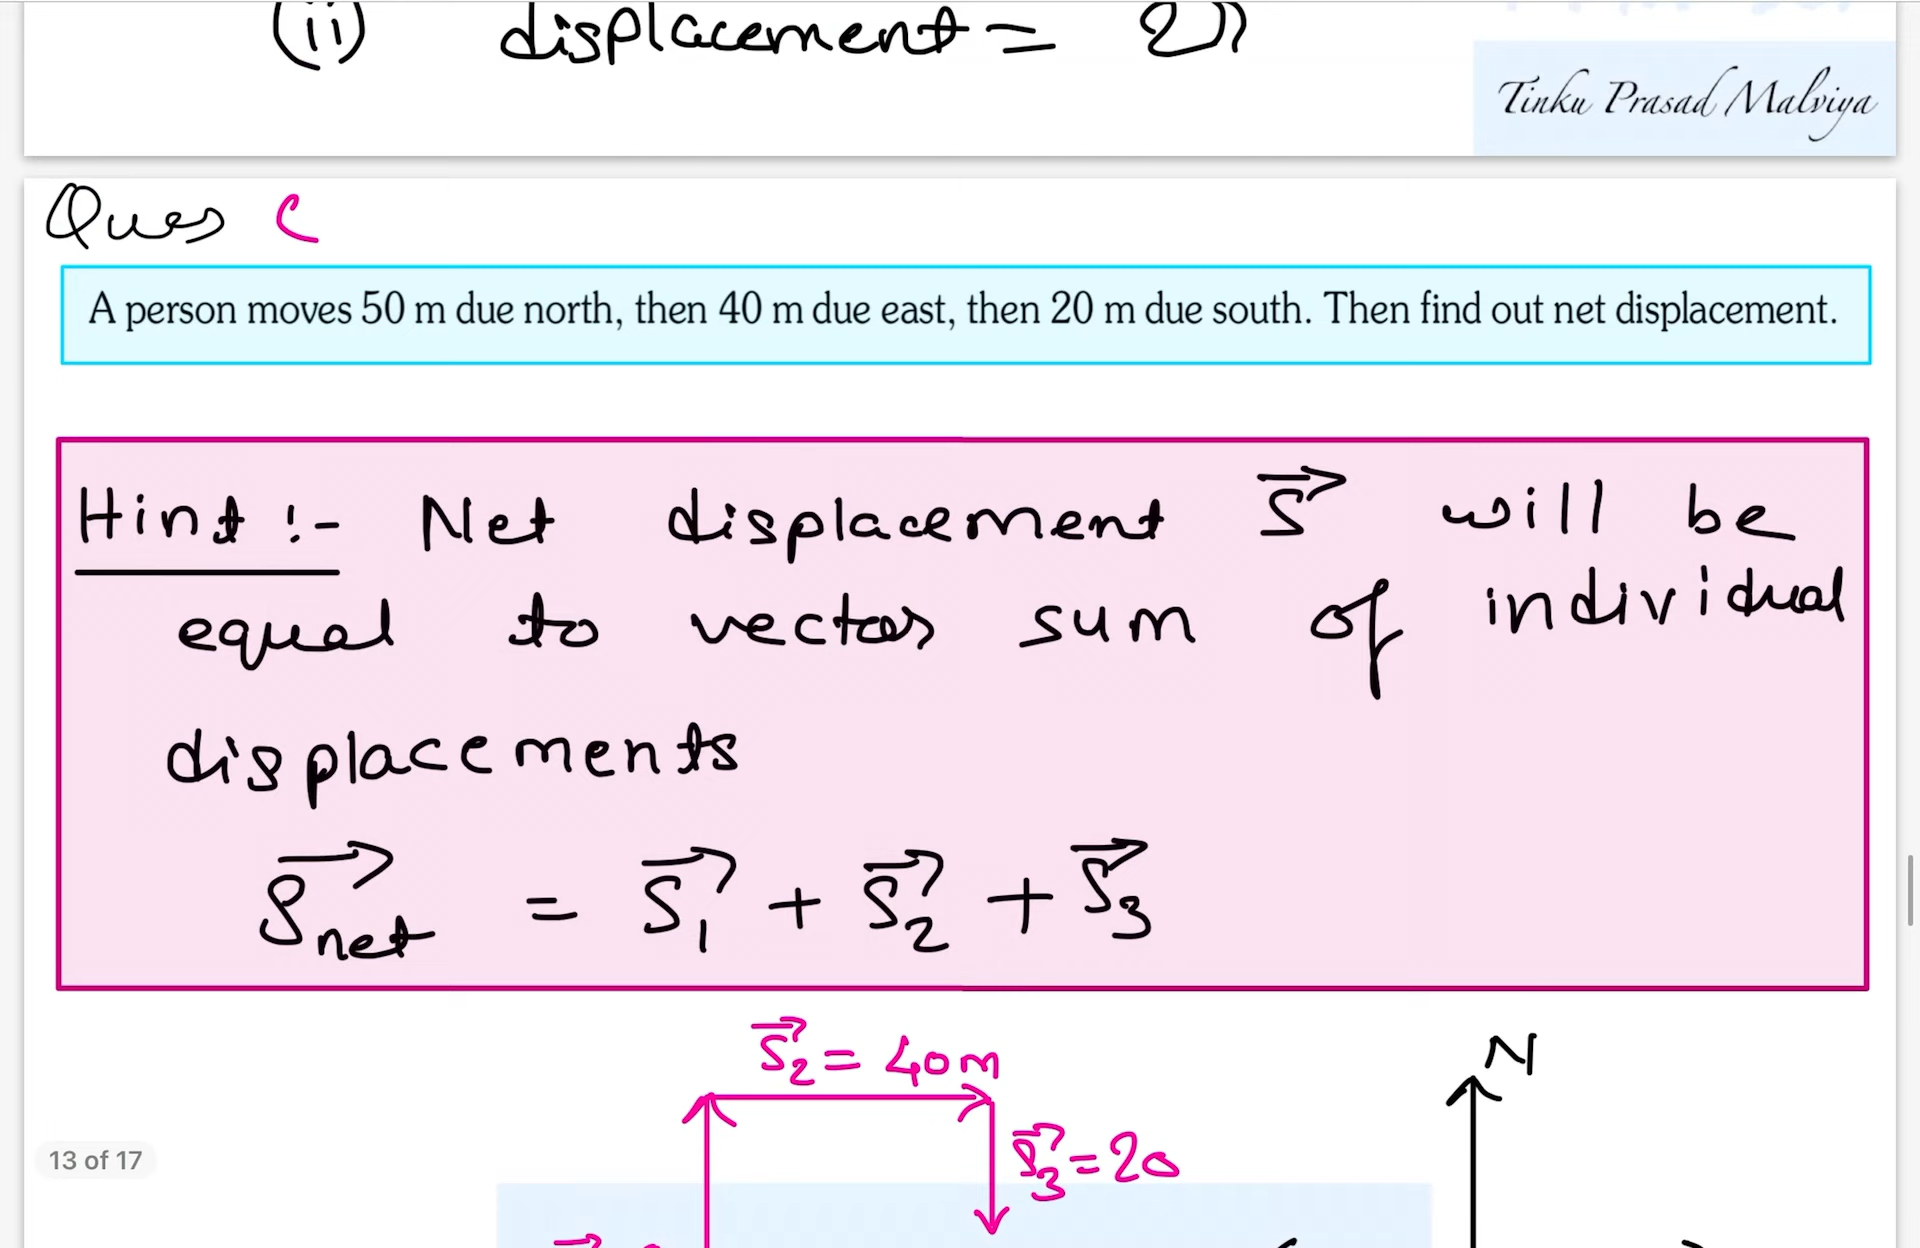 (ii) displacement = 2r
Tinku Prasad Malviya
Ques
A person moves 50 m due north, then 40 m due east, then 20 m due south. Then find out net displacement.
Hint :- Net displacement S⃗ will be
equal to vector sum of individual
displacements
S⃗net = S⃗1 + S⃗2 + S⃗3
S⃗2 = 40m
N
S⃗3 = 20
13 of 17